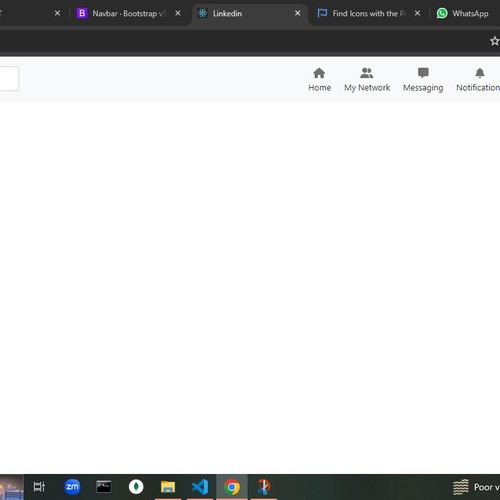 Navbar · Bootstrap v5 Linkedin Find Icons with the P WhatsApp
Home My Network Messaging Notification
zm
Poor v